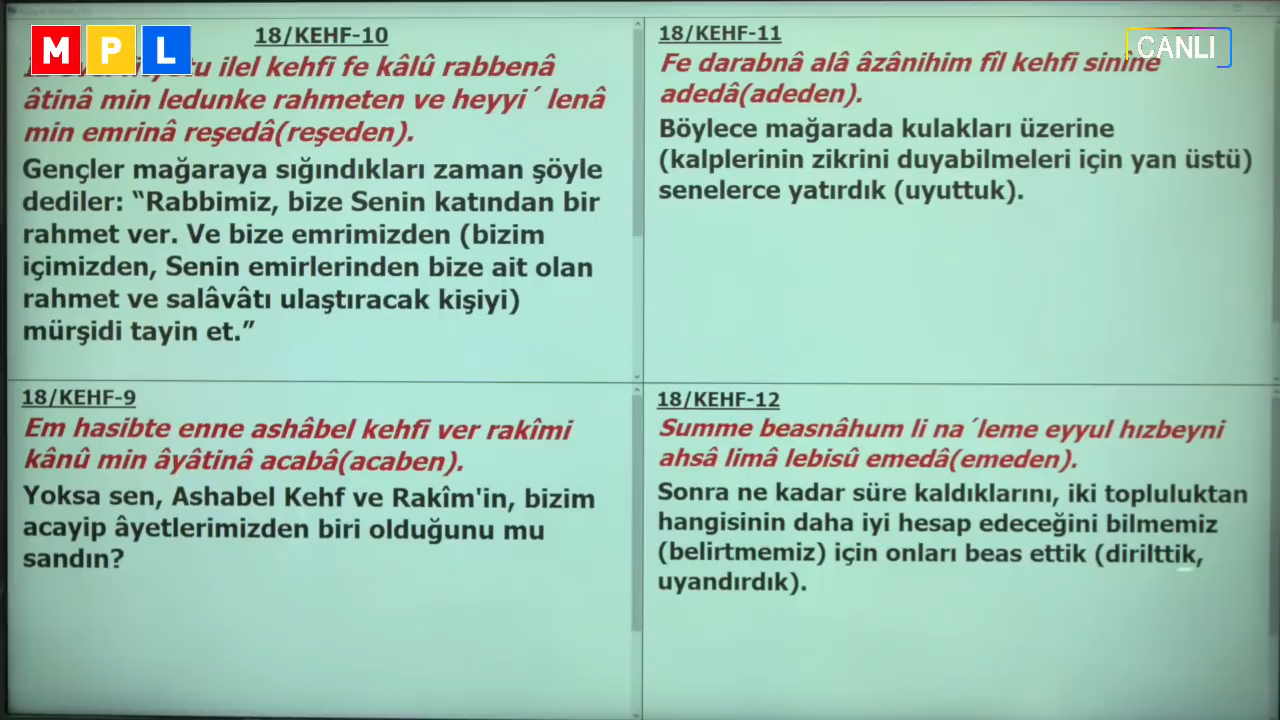 MPL
CANLI
18/KEHF-10
ilel kehfi fe kâlû rabbenâ
âtinâ min ledunke rahmeten ve heyyi´ lenâ
min emrinâ reşedâ(reşeden).
Gençler mağaraya sığındıkları zaman şöyle
dediler: “Rabbimiz, bize Senin katından bir
rahmet ver. Ve bize emrimizden (bizim
içimizden, Senin emirlerinden bize ait olan
rahmet ve salâvâtı ulaştıracak kişiyi)
mürşidi tayin et.”
18/KEHF-11
Fe darabnâ alâ âzânihim fîl kehfi sinîne
adedâ(adeden).
Böylece mağarada kulakları üzerine
(kalplerinin zikrini duyabilmeleri için yan üstü)
senelerce yatırdık (uyuttuk).
18/KEHF-9
Em hasibte enne ashâbel kehfi ver rakîmi
kânû min âyâtinâ acabâ(acaben).
Yoksa sen, Ashabel Kehf ve Rakîm'in, bizim
acayip âyetlerimizden biri olduğunu mu
sandın?
18/KEHF-12
Summe beasnâhum li na´leme eyyul hızbeyni
ahsâ limâ lebisû emedâ(emeden).
Sonra ne kadar süre kaldıklarını, iki topluluktan
hangisinin daha iyi hesap edeceğini bilmemiz
(belirtmemiz) için onları beas ettik (dirilttik,
uyandırdık).